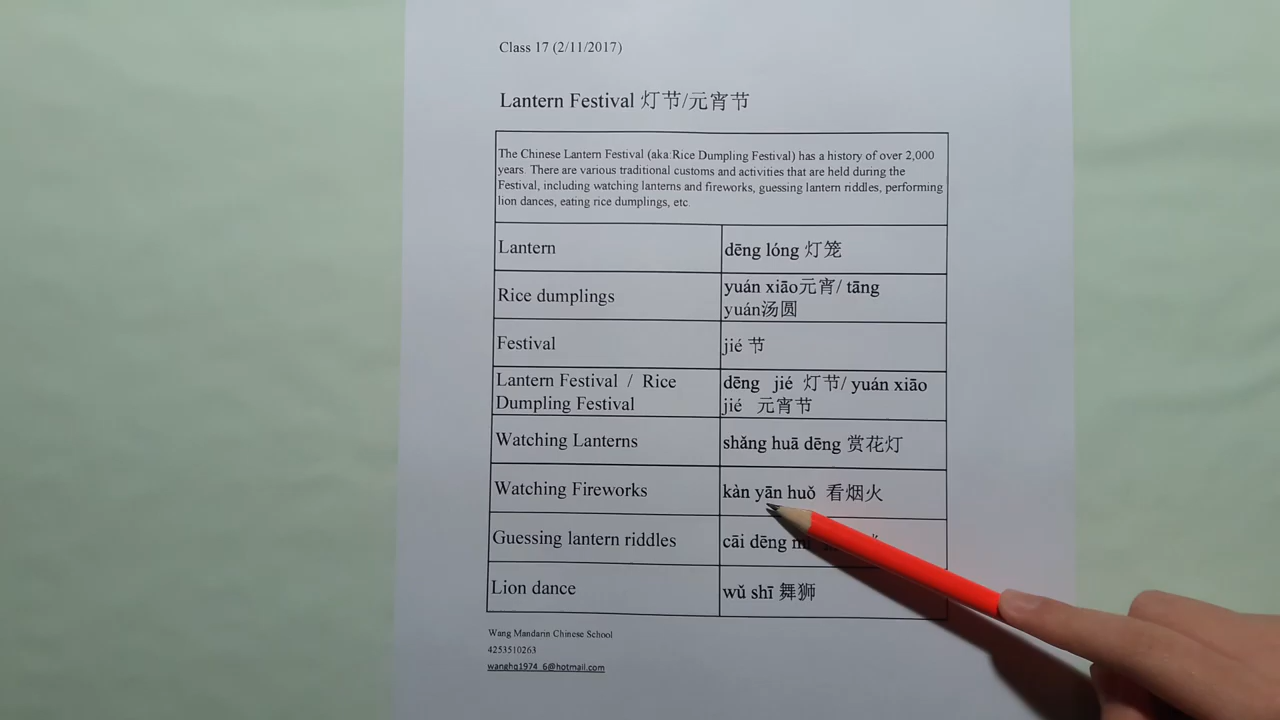 Class 17 (2/11/2017)
Lantern Festival 灯节/元宵节
The Chinese Lantern Festival (aka Rice Dumpling Festival) has a history of over 2,000
years. There are various traditional customs and activities that are held during the
Festival, including watching lanterns and fireworks, guessing lantern riddles, performing
lion dances, eating rice dumplings, etc.
Lantern dēng lóng 灯笼
Rice dumplings yuán xiāo元宵/ tāng
yuán汤圆
Festival jié 节
Lantern Festival / Rice dēng jié 灯节/ yuán xiāo
Dumpling Festival jié 元宵节
Watching Lanterns shǎng huā dēng 赏花灯
Watching Fireworks kàn yān huǒ 看烟火
Guessing lantern riddles cāi dēng
Lion dance wǔ shī 舞狮
Wang Mandarin Chinese School
4253510263
wanghq1974_6@hotmail.com